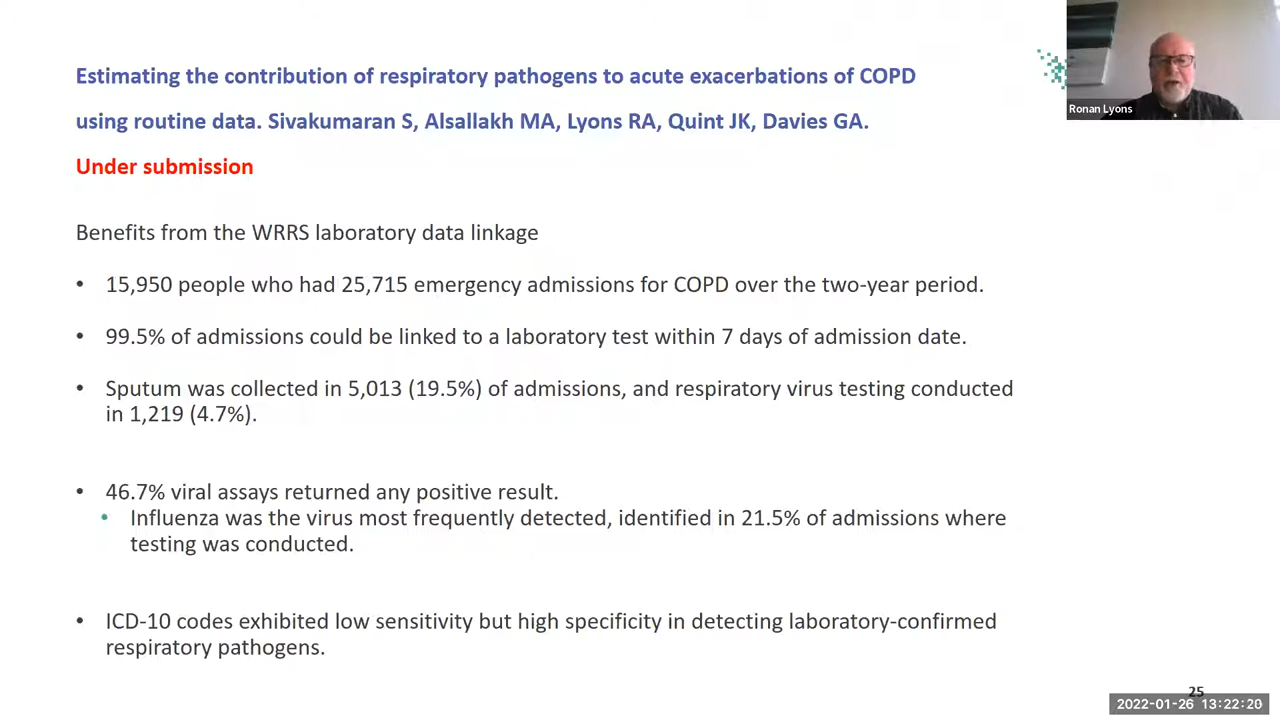 Estimating the contribution of respiratory pathogens to acute exacerbations of COPD
using routine data. Sivakumaran S, Alsallakh MA, Lyons RA, Quint JK, Davies GA.
Under submission
Ronan Lyons
Benefits from the WRRS laboratory data linkage
• 15,950 people who had 25,715 emergency admissions for COPD over the two-year period.
• 99.5% of admissions could be linked to a laboratory test within 7 days of admission date.
• Sputum was collected in 5,013 (19.5%) of admissions, and respiratory virus testing conducted
in 1,219 (4.7%).
• 46.7% viral assays returned any positive result.
• Influenza was the virus most frequently detected, identified in 21.5% of admissions where
testing was conducted.
• ICD-10 codes exhibited low sensitivity but high specificity in detecting laboratory-confirmed
respiratory pathogens.
25
2022-01-26 13:22:20